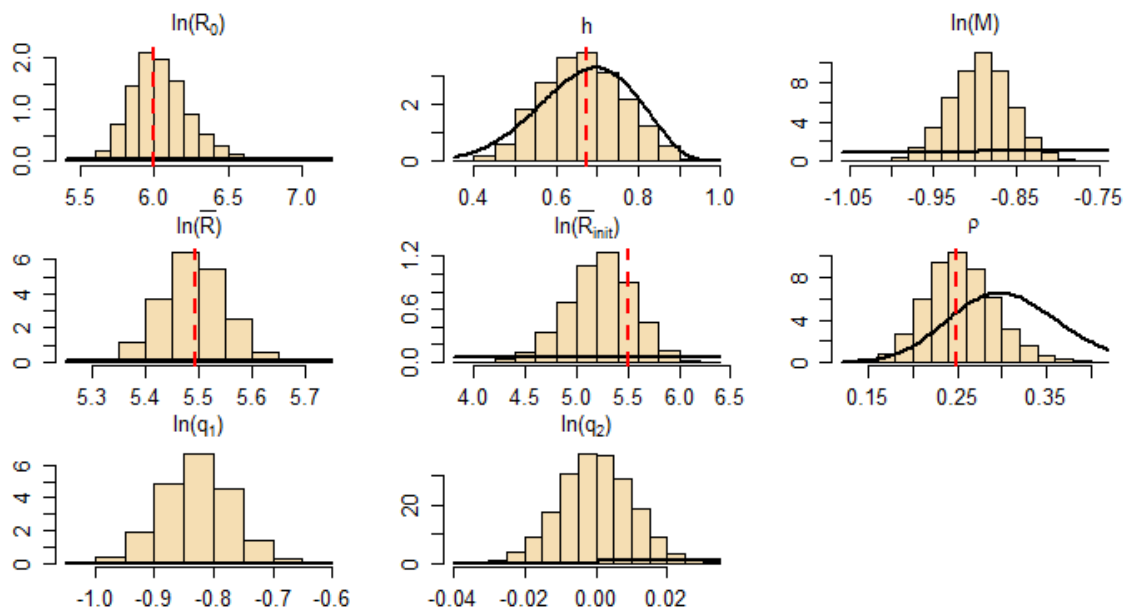 ln(R₀) h ln(M)
0.0 1.0 2.0
5.5 6.0 6.5 7.0
0 2
0.4 0.6 0.8 1.0
0 4 8
-1.05 -0.95 -0.85 -0.75
ln(R̅) ln(R̅init) ρ
0 2 4 6
5.3 5.4 5.5 5.6 5.7
0.0 0.6 1.2
4.0 4.5 5.0 5.5 6.0 6.5
0 4 8
0.15 0.25 0.35
ln(q₁) ln(q₂)
0 2 4 6
-1.0 -0.9 -0.8 -0.7 -0.6
0 20
-0.04 -0.02 0.00 0.02